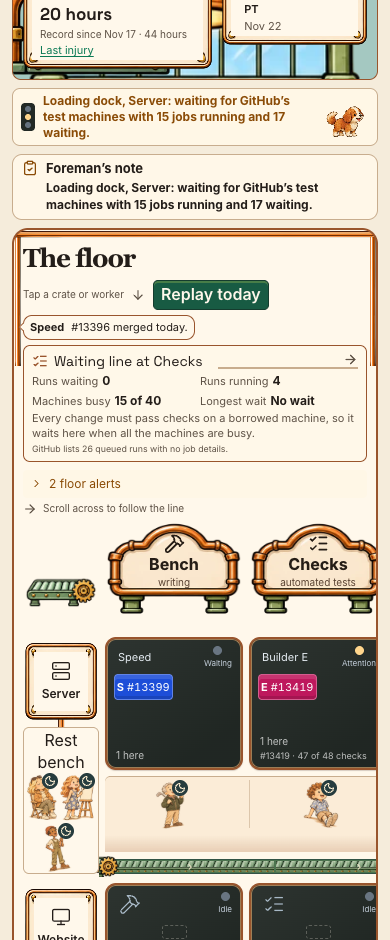 20 hours
Record since Nov 17 · 44 hours
Last injury
PT
Nov 22
Loading dock, Server: waiting for GitHub's
test machines with 15 jobs running and 17
waiting.
Foreman's note
Loading dock, Server: waiting for GitHub's test
machines with 15 jobs running and 17 waiting.
The floor
Tap a crate or worker
Replay today
Speed #13396 merged today.
Waiting line at Checks
Runs waiting 0
Runs running 4
Machines busy 15 of 40
Longest wait No wait
Every change must pass checks on a borrowed machine, so it
waits here when all the machines are busy.
GitHub lists 26 queued runs with no job details.
2 floor alerts
Scroll across to follow the line
Bench
writing
Checks
automated tests
Server
Speed
Waiting
S #13399
1 here
Builder E
Attention
E #13419
1 here
#13419 · 47 of 48 checks
Rest
bench
Website
Idle
Idle